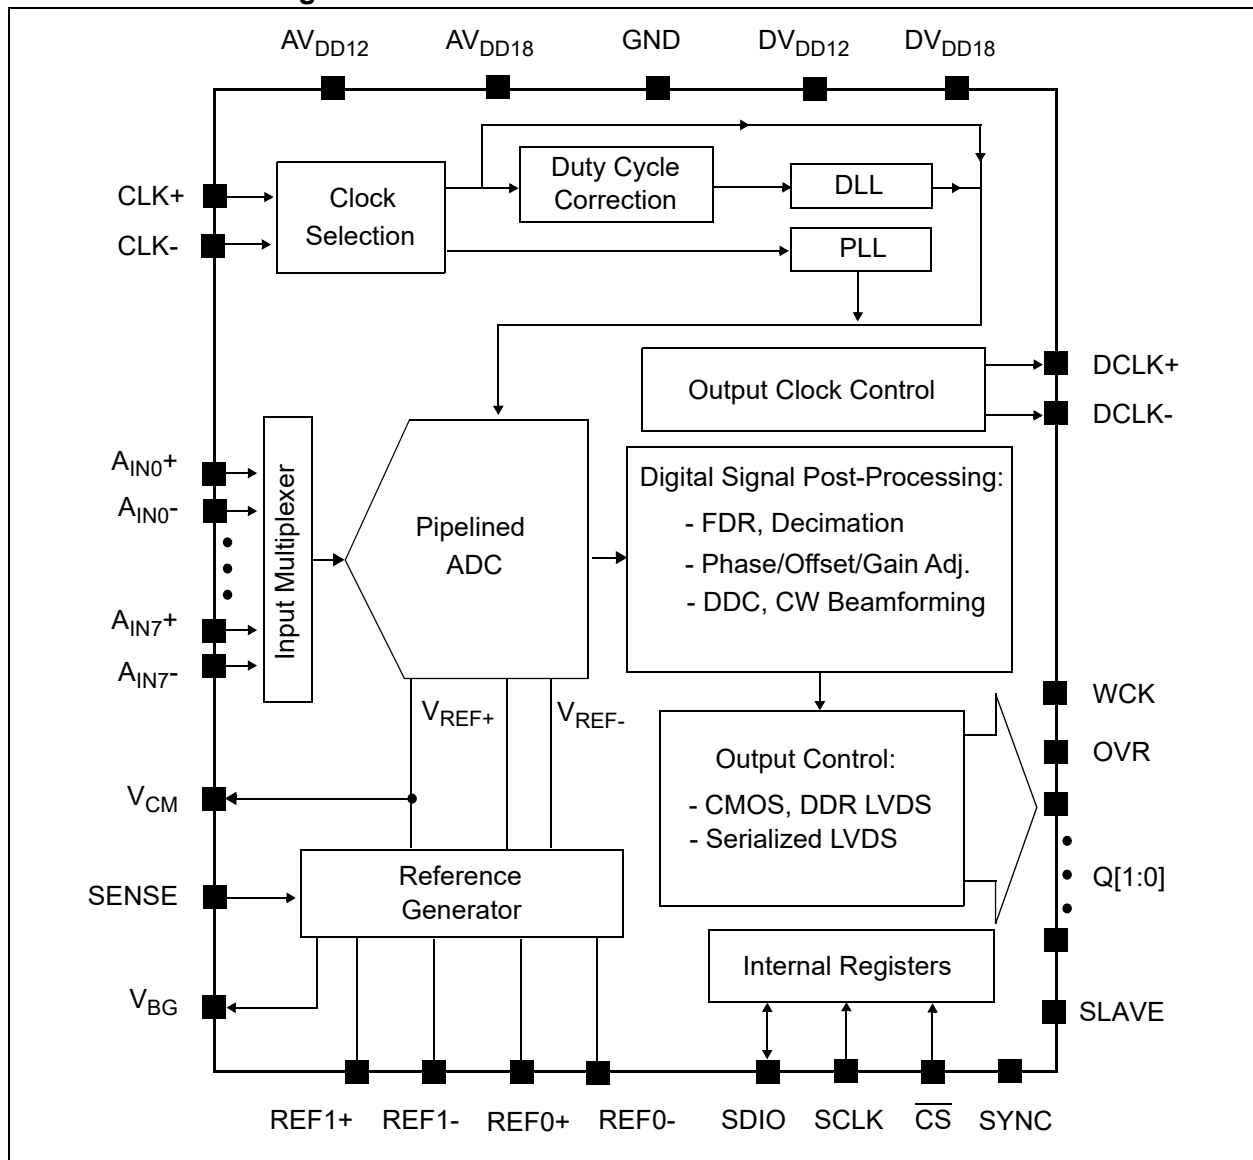 AVDD12 AVDD18 GND DVDD12 DVDD18
CLK+
CLK-
Clock
Selection
Duty Cycle
Correction
DLL
PLL
Output Clock Control
DCLK+
DCLK-
AIN0+
AIN0-
AIN7+
AIN7-
Input Multiplexer
Pipelined
ADC
Digital Signal Post-Processing:
- FDR, Decimation
- Phase/Offset/Gain Adj.
- DDC, CW Beamforming
VREF+
VREF-
Output Control:
- CMOS, DDR LVDS
- Serialized LVDS
WCK
OVR
Q[1:0]
SLAVE
VCM
SENSE
VBG
Reference
Generator
Internal Registers
REF1+ REF1- REF0+ REF0- SDIO SCLK CS SYNC